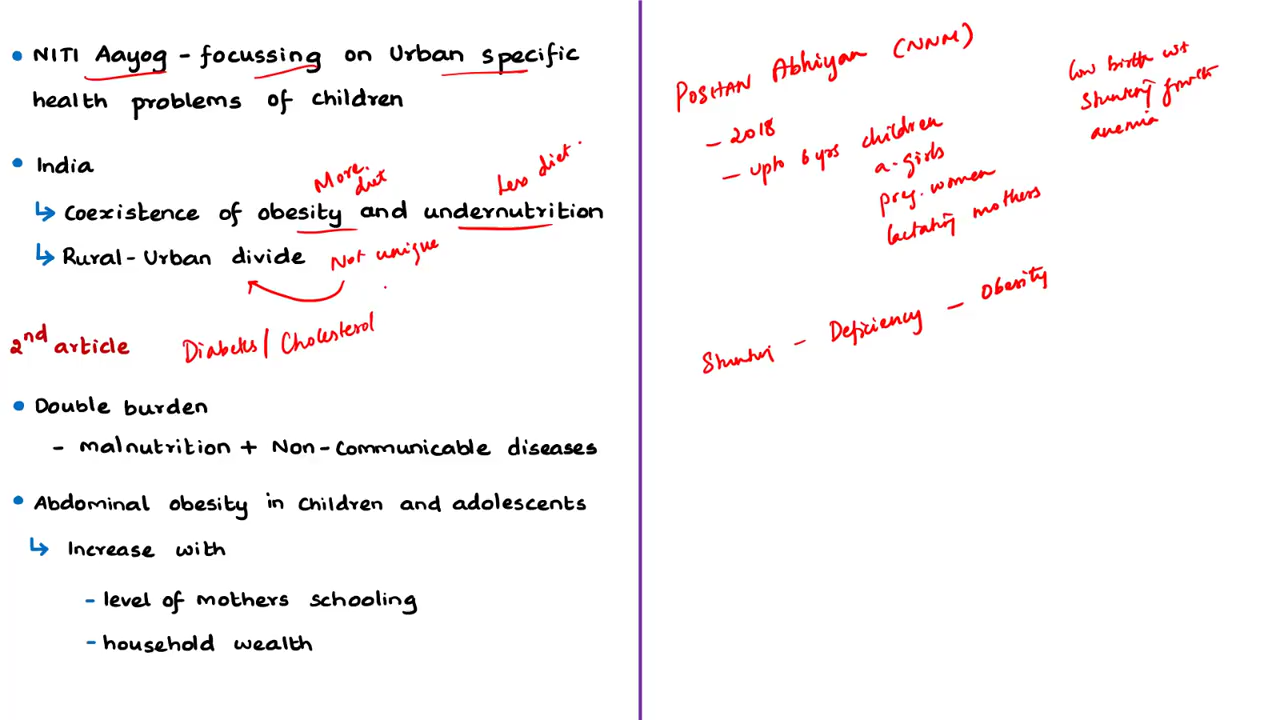 • NITI Aayog - focussing on Urban specific
health problems of children
• India
More diet
Less diet
↳ Coexistence of obesity and undernutrition
↳ Rural-Urban divide Not unique
2nd article Diabetes / Cholesterol
• Double burden
- malnutrition + Non-Communicable diseases
• Abdominal obesity in children and adolescents
↳ Increase with
- level of mothers schooling
- household wealth
POSHAN Abhiyan (NNM)
- 2018
- upto 6 yrs children
a. girls
preg. women
lactating mothers
low birth wt
stunting growth
anemia
- Deficiency - Obesity